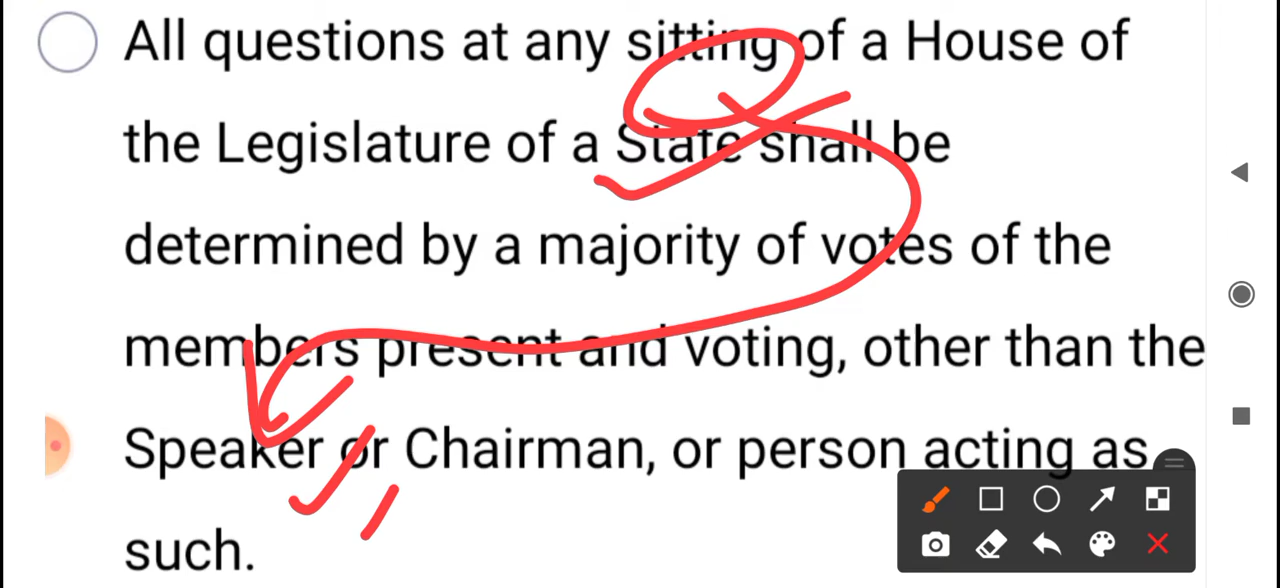 All questions at any sitting of a House of
the Legislature of a State shall be
determined by a majority of votes of the
members present and voting, other than the
Speaker or Chairman, or person acting as
such.